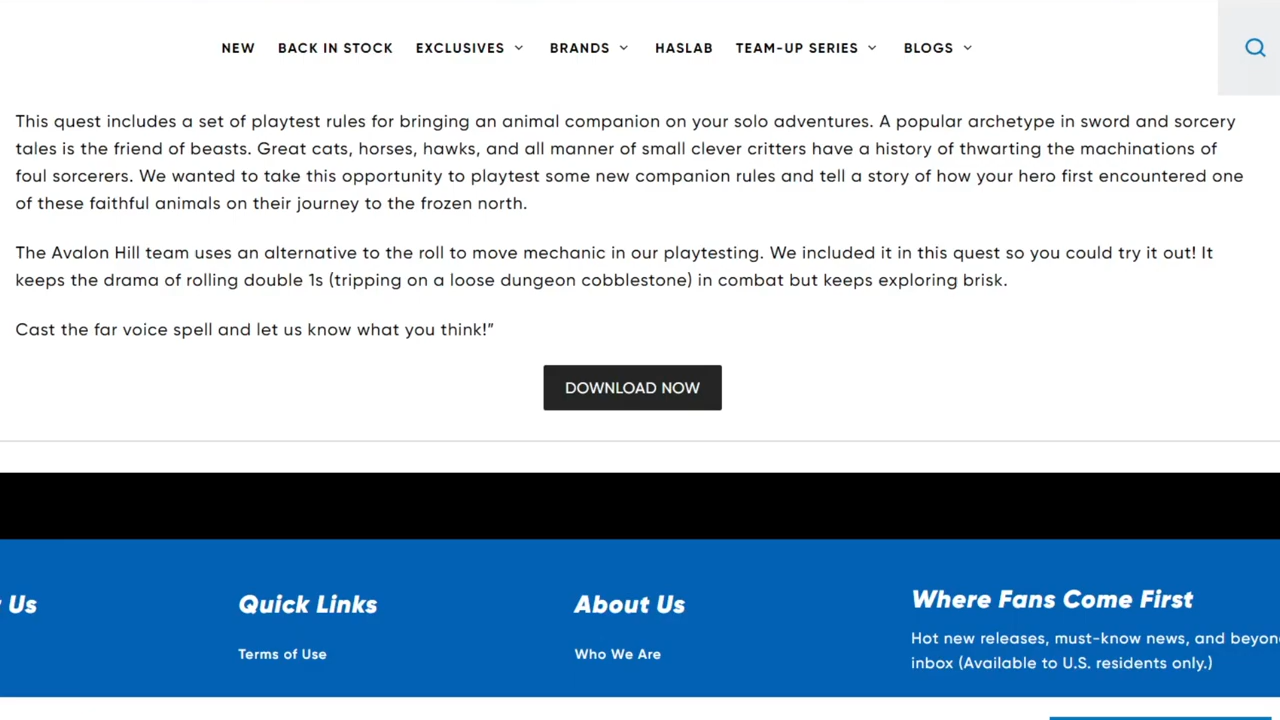 NEW BACK IN STOCK EXCLUSIVES BRANDS HASLAB TEAM-UP SERIES BLOGS
This quest includes a set of playtest rules for bringing an animal companion on your solo adventures. A popular archetype in sword and sorcery
tales is the friend of beasts. Great cats, horses, hawks, and all manner of small clever critters have a history of thwarting the machinations of
foul sorcerers. We wanted to take this opportunity to playtest some new companion rules and tell a story of how your hero first encountered one
of these faithful animals on their journey to the frozen north.
The Avalon Hill team uses an alternative to the roll to move mechanic in our playtesting. We included it in this quest so you could try it out! It
keeps the drama of rolling double 1s (tripping on a loose dungeon cobblestone) in combat but keeps exploring brisk.
Cast the far voice spell and let us know what you think!”
DOWNLOAD NOW
Us Quick Links About Us Where Fans Come First
Terms of Use Who We Are Hot new releases, must-know news, and beyon
inbox (Available to U.S. residents only.)